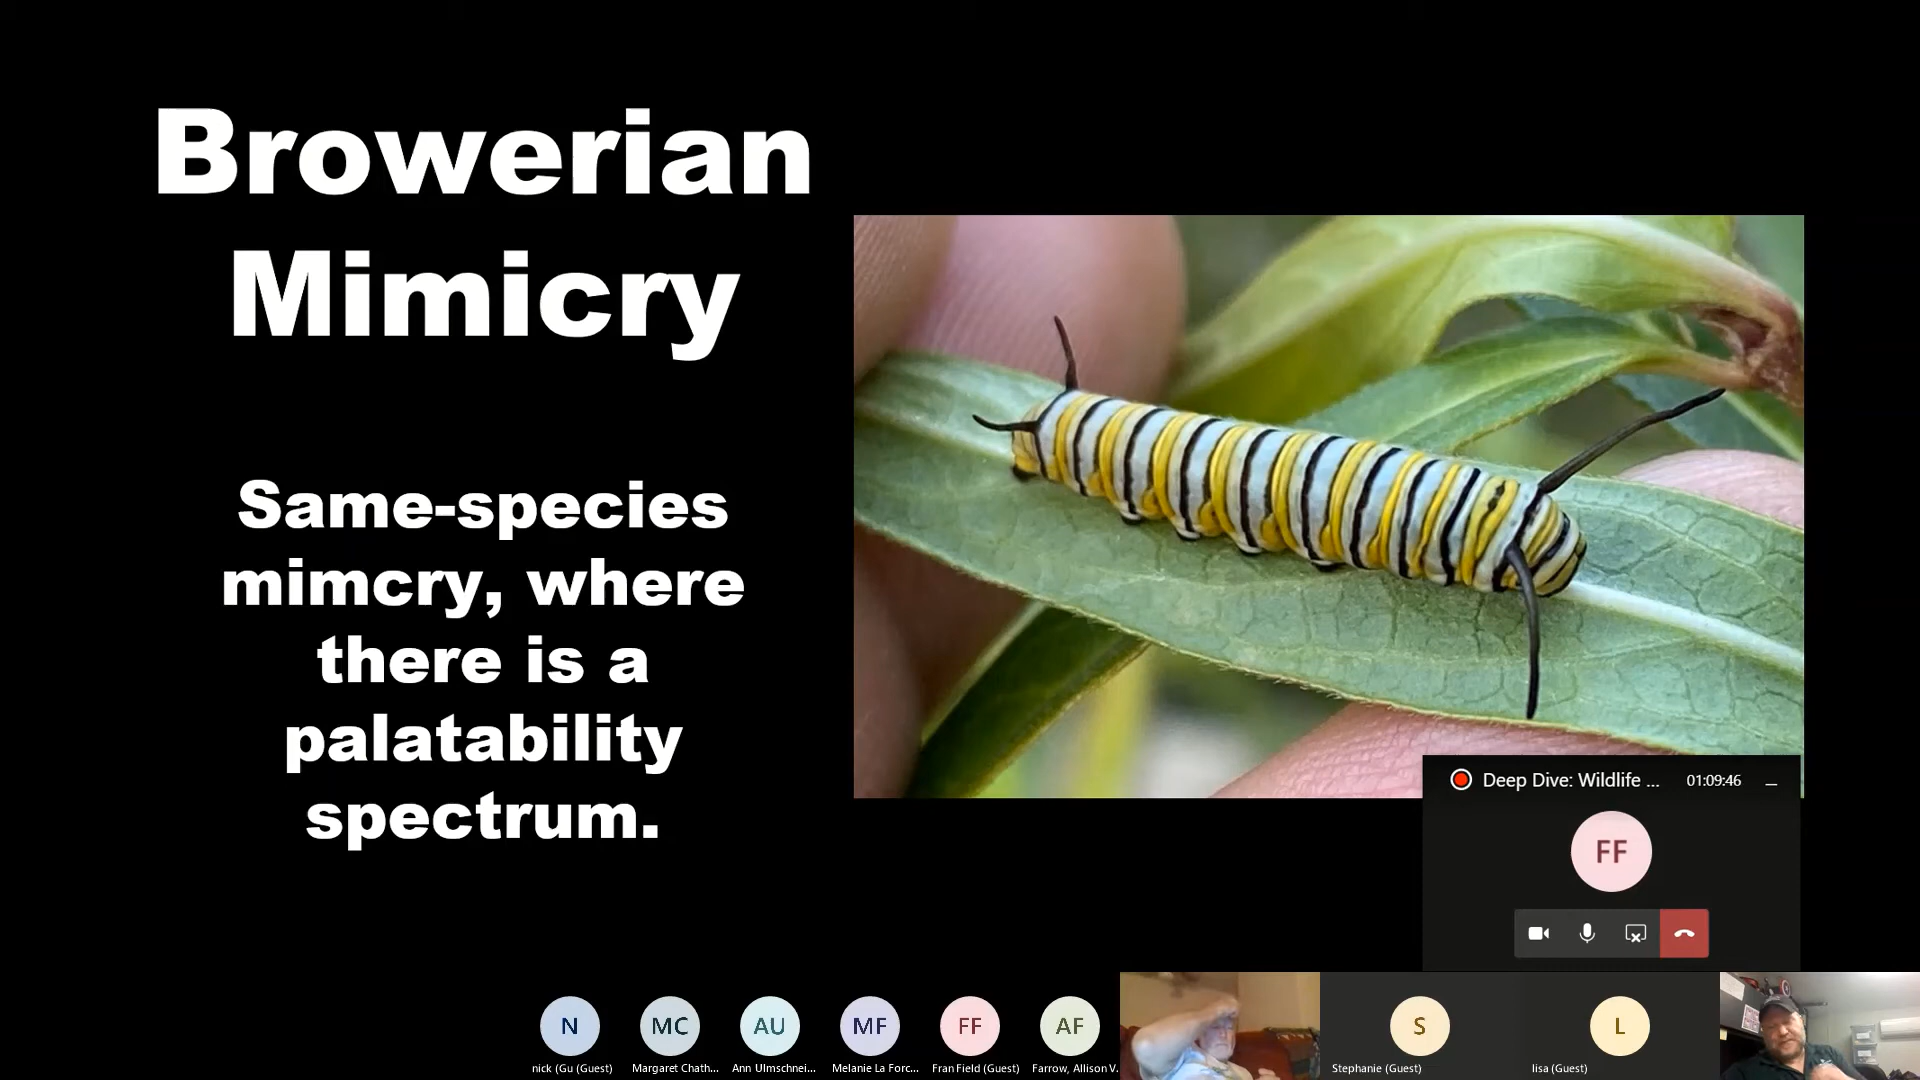 Browerian
Mimicry
Same-species
mimcry, where
there is a
palatability
spectrum.
Deep Dive: Wildlife ... 01:09:46
FF
N MC AU MF FF AF S L
nick (Gu (Guest) Margaret Chath... Ann Ulmschnei... Melanie La Forc... Fran Field (Guest) Farrow, Allison V. Stephanie (Guest) lisa (Guest)